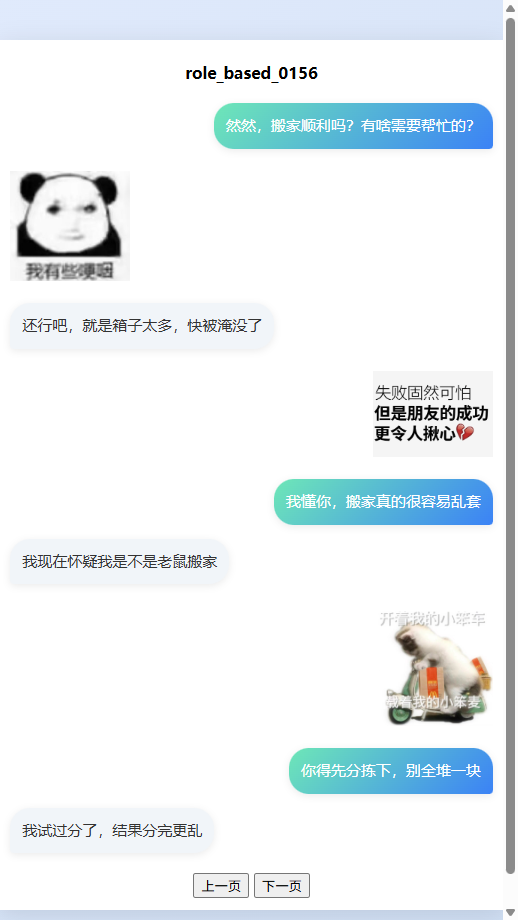 role_based_0156
然然，搬家顺利吗？有啥需要帮忙的？
我有些哽咽
还行吧，就是箱子太多，快被淹没了
失败固然可怕
但是朋友的成功
更令人揪心💔
我懂你，搬家真的很容易乱套
我现在怀疑我是不是老鼠搬家
开着我的小笨车
载着我的小笨麦
你得先分拣下，别全堆一块
我试过分了，结果分完更乱
上一页 下一页